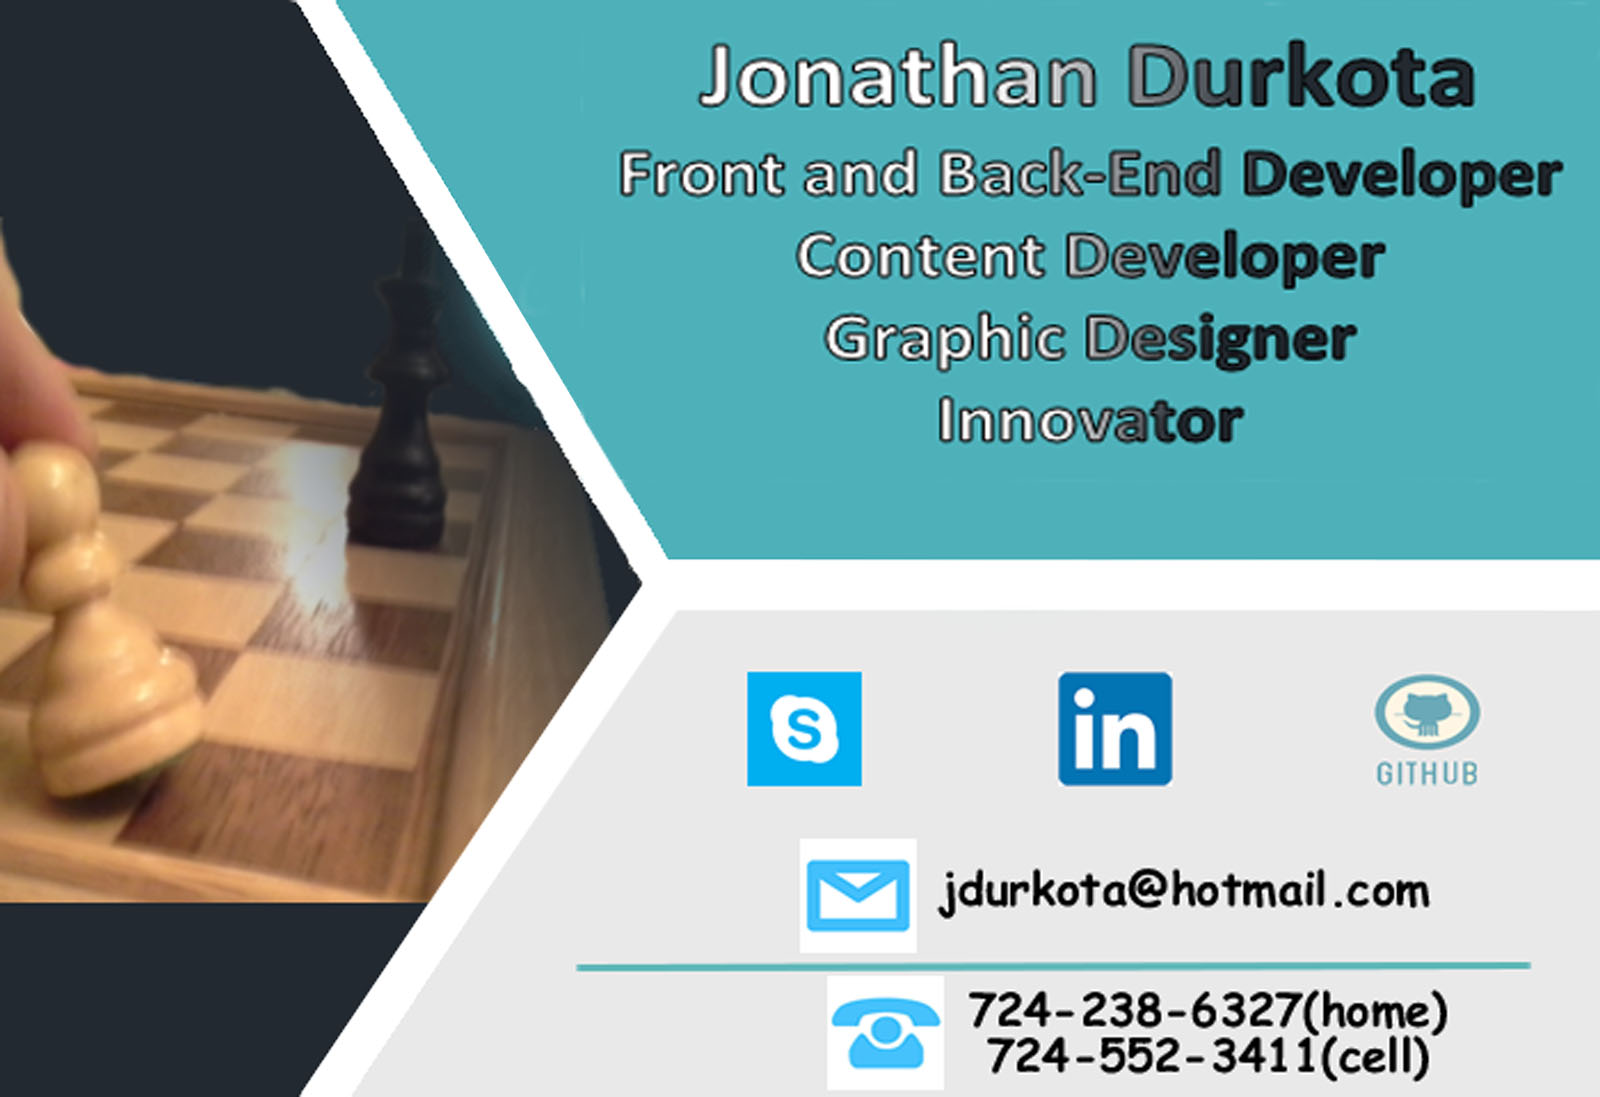 Jonathan Durkota
Front and Back-End Developer
Content Developer
Graphic Designer
Innovator
S
in
GITHUB
jdurkota@hotmail.com
724-238-6327(home)
724-552-3411(cell)